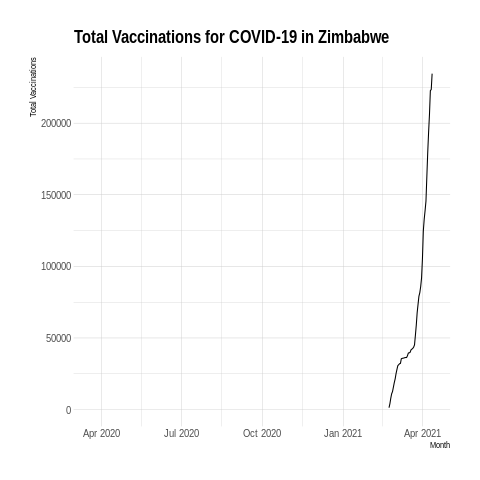 Total Vaccinations for COVID-19 in Zimbabwe
Total Vaccinations
200000
150000
100000
50000
0
Apr 2020 Jul 2020 Oct 2020 Jan 2021 Apr 2021
Month